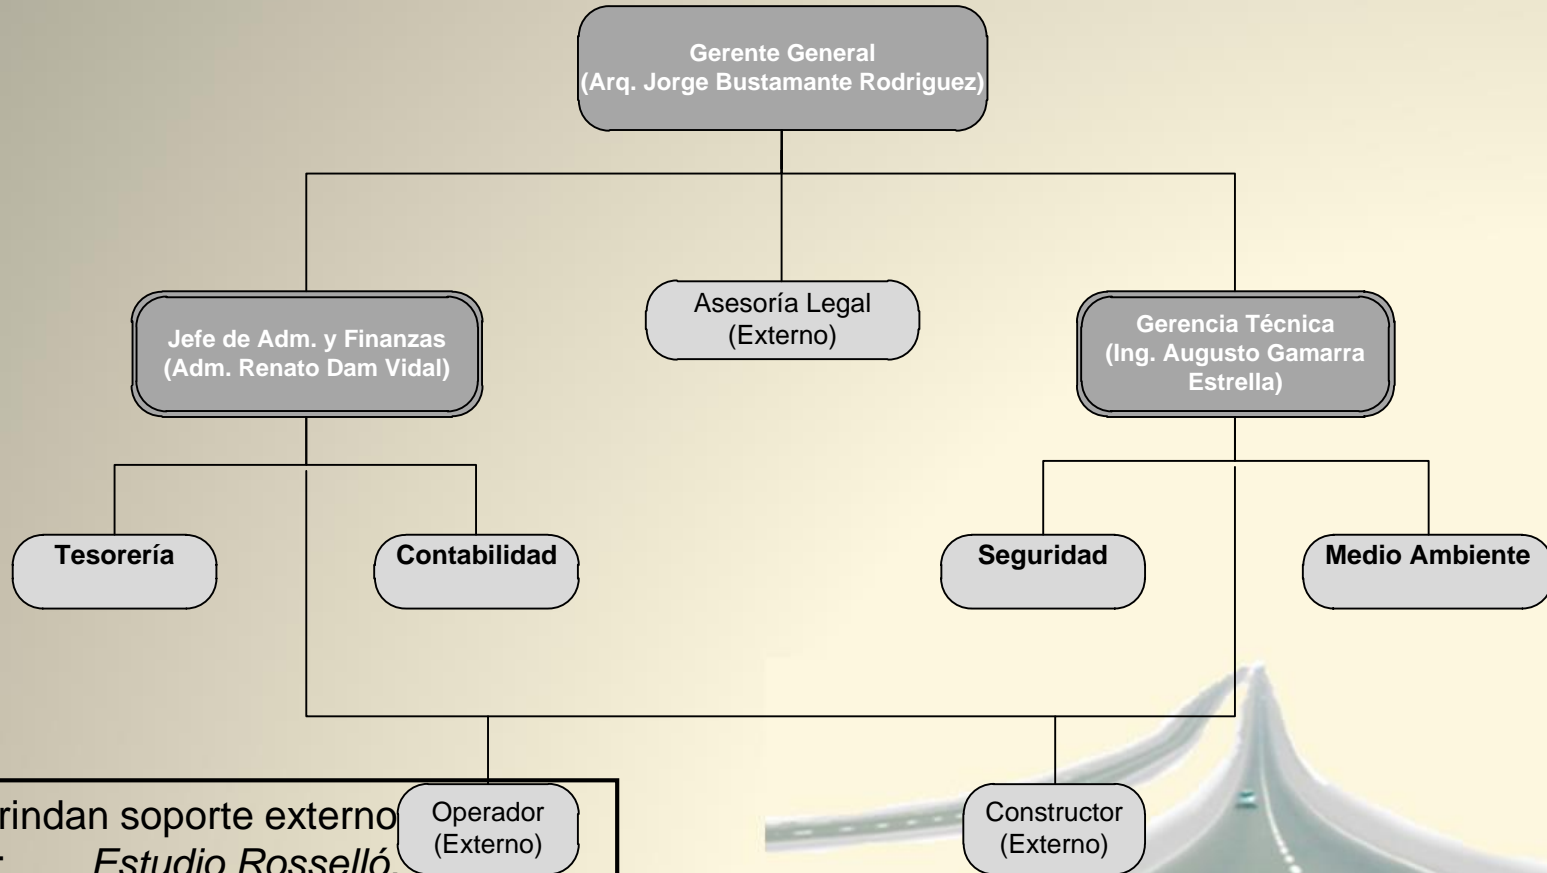 Gerente General
(Arq. Jorge Bustamante Rodriguez)
Asesoría Legal
(Externo)
Jefe de Adm. y Finanzas
(Adm. Renato Dam Vidal)
Gerencia Técnica
(Ing. Augusto Gamarra
Estrella)
Tesorería
Contabilidad
Seguridad
Medio Ambiente
Operador
(Externo)
Constructor
(Externo)
soporte externo
Estudio Rosselló.